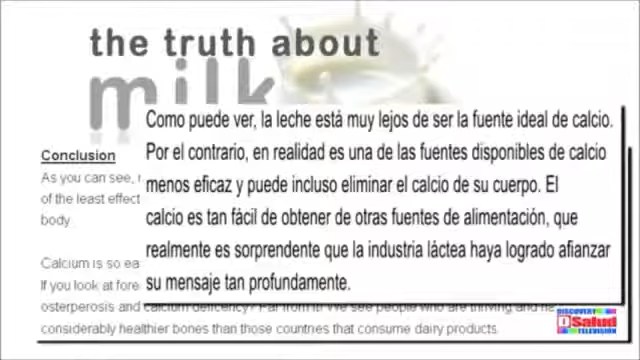 the truth about
milk
Como puede ver, la leche está muy lejos de ser la fuente ideal de calcio.
Por el contrario, en realidad es una de las fuentes disponibles de calcio
menos eficaz y puede incluso eliminar el calcio de su cuerpo. El
calcio es tan fácil de obtener de otras fuentes de alimentación, que
realmente es sorprendente que la industria láctea haya logrado afianzar
su mensaje tan profundamente.
Conclusion
As you can see,
of the least effect
body.
Calcium is so ea
If you look at fore
osterperosis and calcium deficency? Far from it! We see people who are thriving and
considerably healthier bones than those countries that consume dairy products.
DISCOVERY
DSalud
TELEVISION